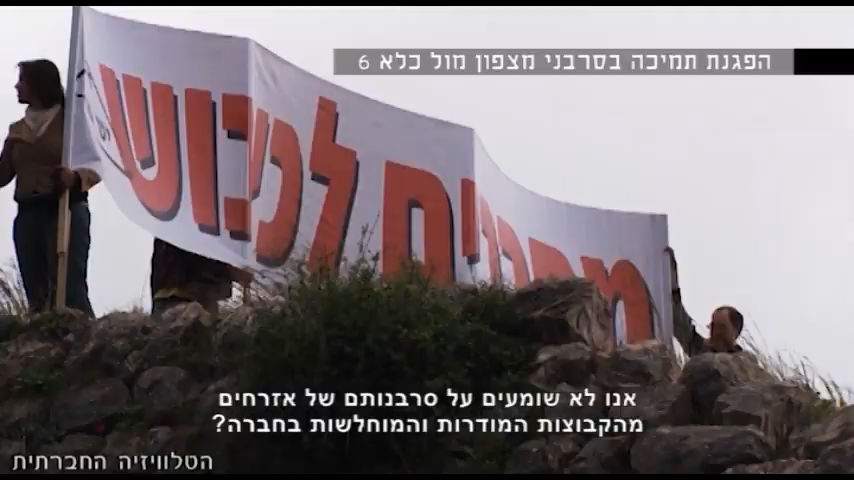 הפגנת תמיכה בסרבני מצפון מול כלא 6
מסרבים לכבוש
אנו לא שומעים על סרבנותם של אזרחים
מהקבוצות המודרות והמוחלשות בחברה?
הטלוויזיה החברתית